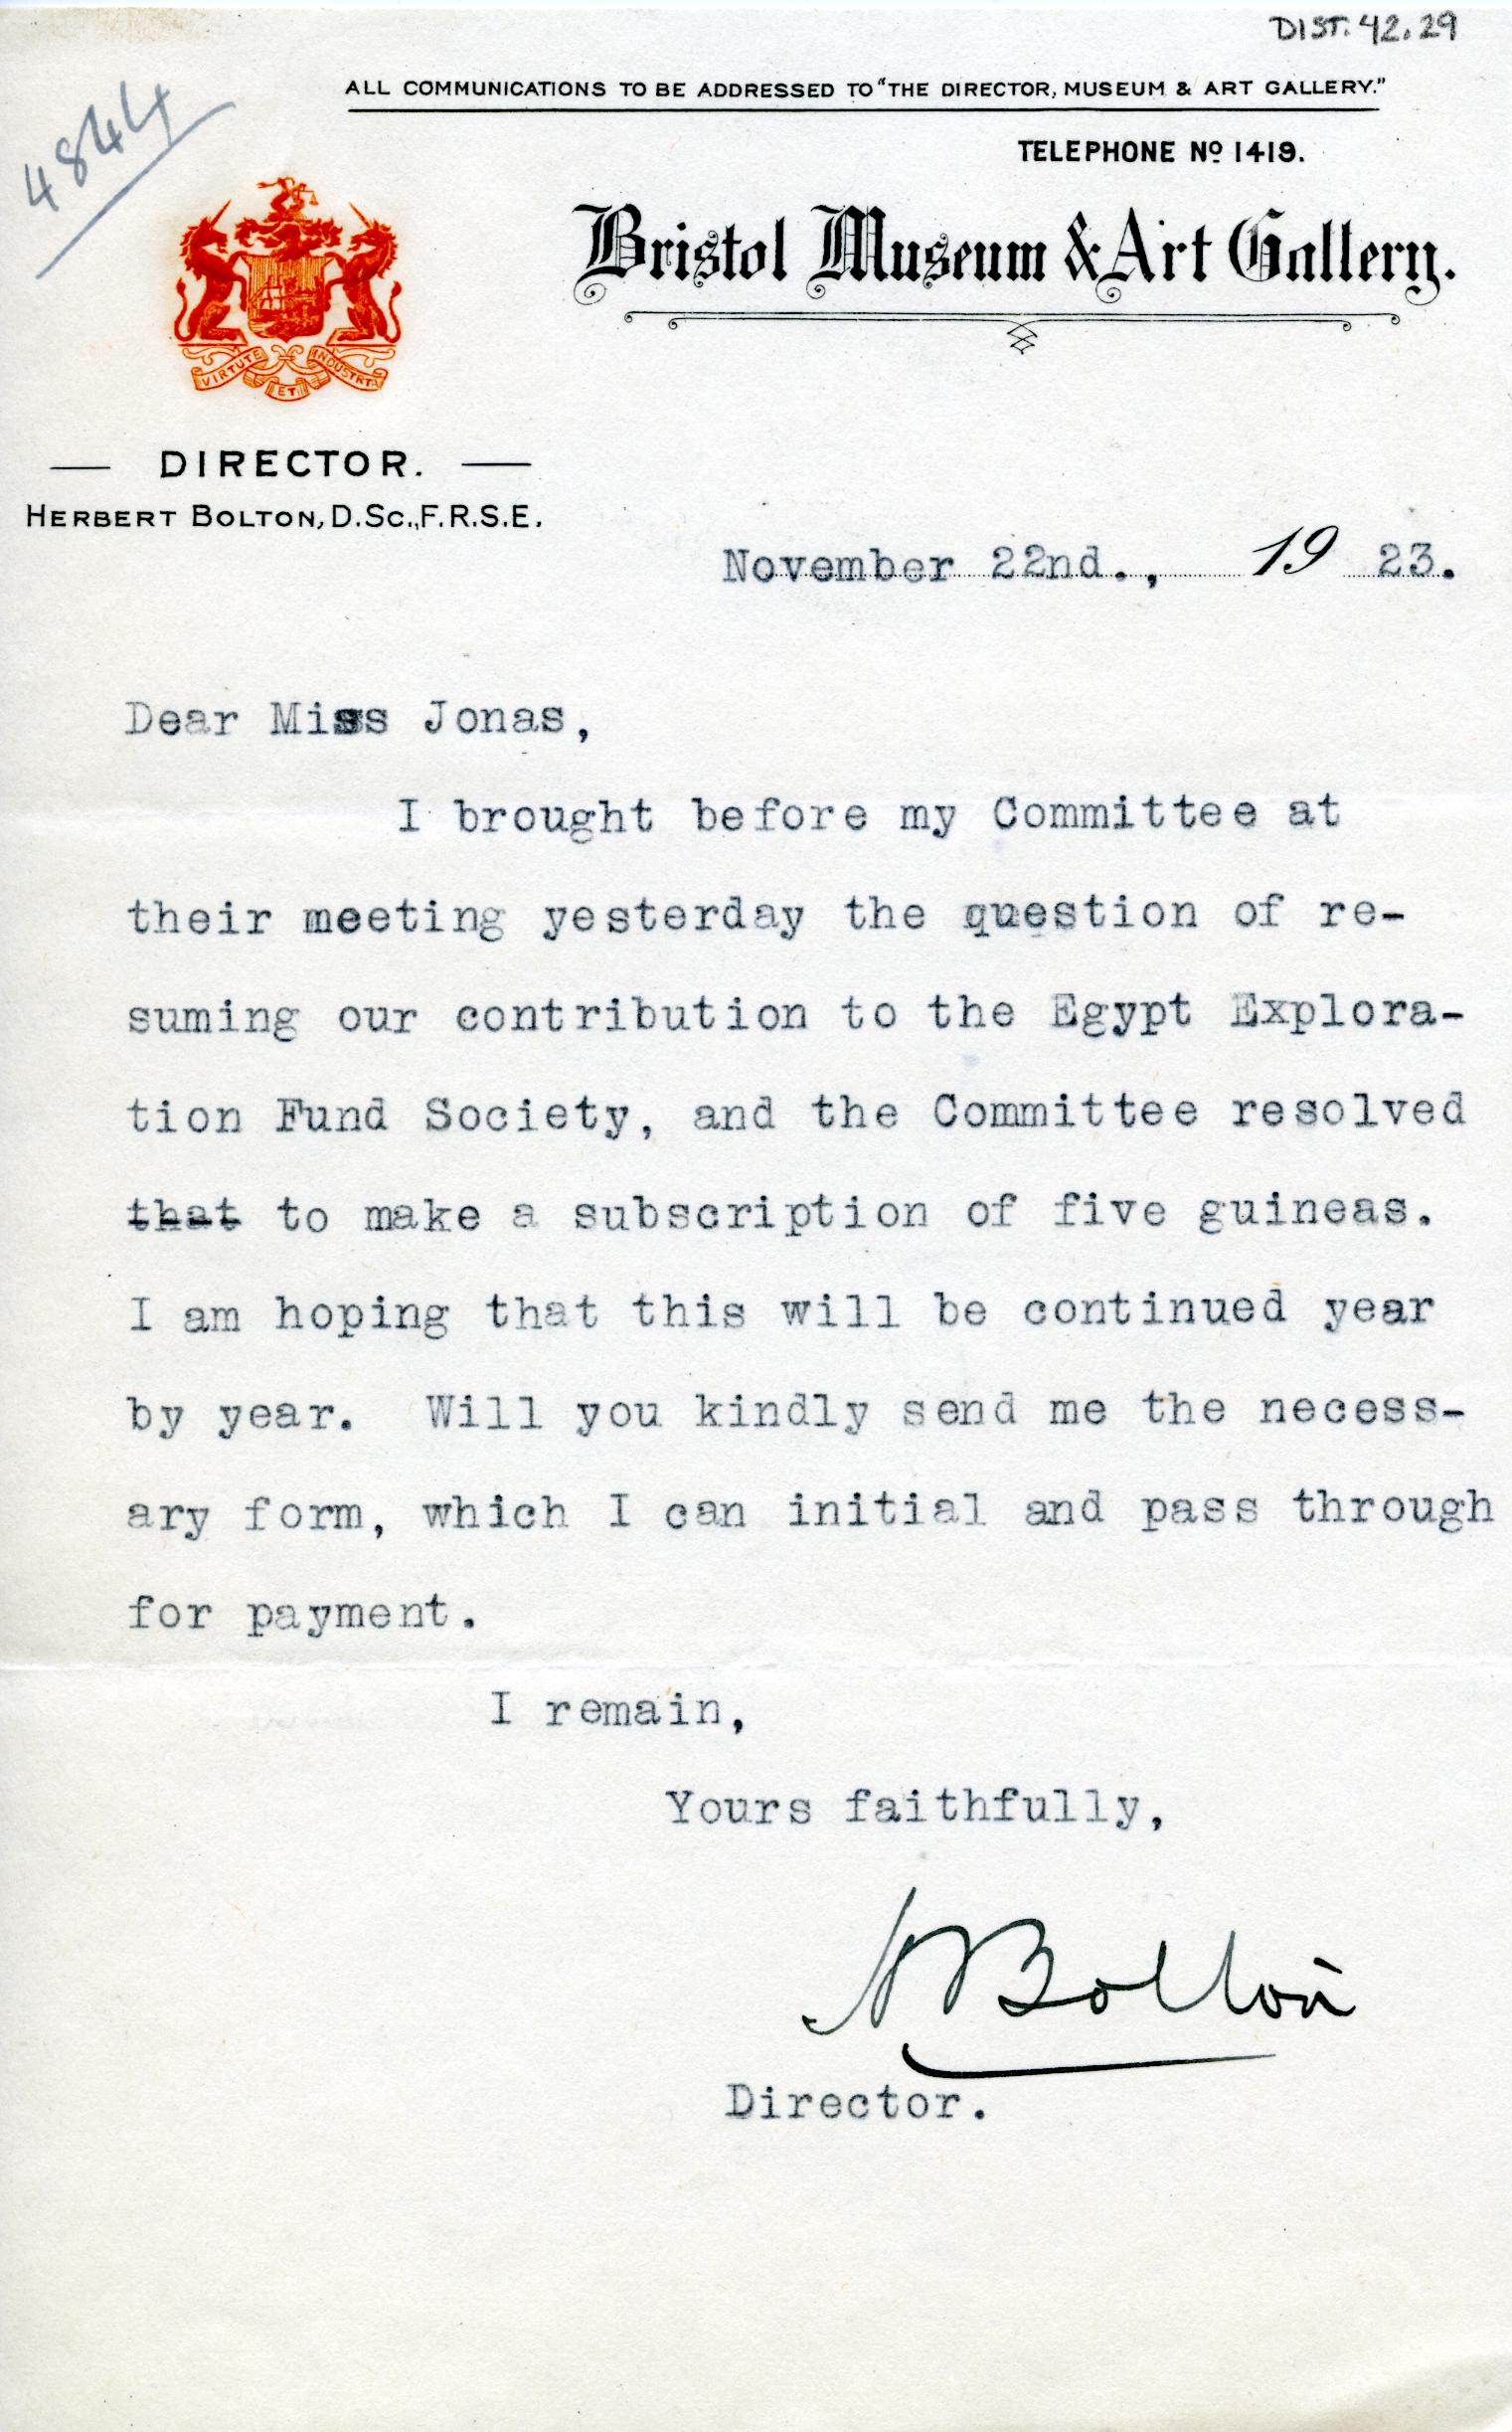 DIST. 42.29
4844
ALL COMMUNICATIONS TO BE ADDRESSED TO "THE DIRECTOR, MUSEUM & ART GALLERY."
TELEPHONE Nº 1419.
Bristol Museum & Art Gallery.
VIRTUTE ET INDUSTRIA
— DIRECTOR. —
HERBERT BOLTON, D.Sc., F.R.S.E.
November 22nd., 19 23.
Dear Miss Jonas,
I brought before my Committee at
their meeting yesterday the question of re-
suming our contribution to the Egypt Explora-
tion Fund Society, and the Committee resolved
~~that~~ to make a subscription of five guineas.
I am hoping that this will be continued year
by year. Will you kindly send me the necess-
ary form, which I can initial and pass through
for payment.
I remain,
Yours faithfully,
H Bolton
Director.